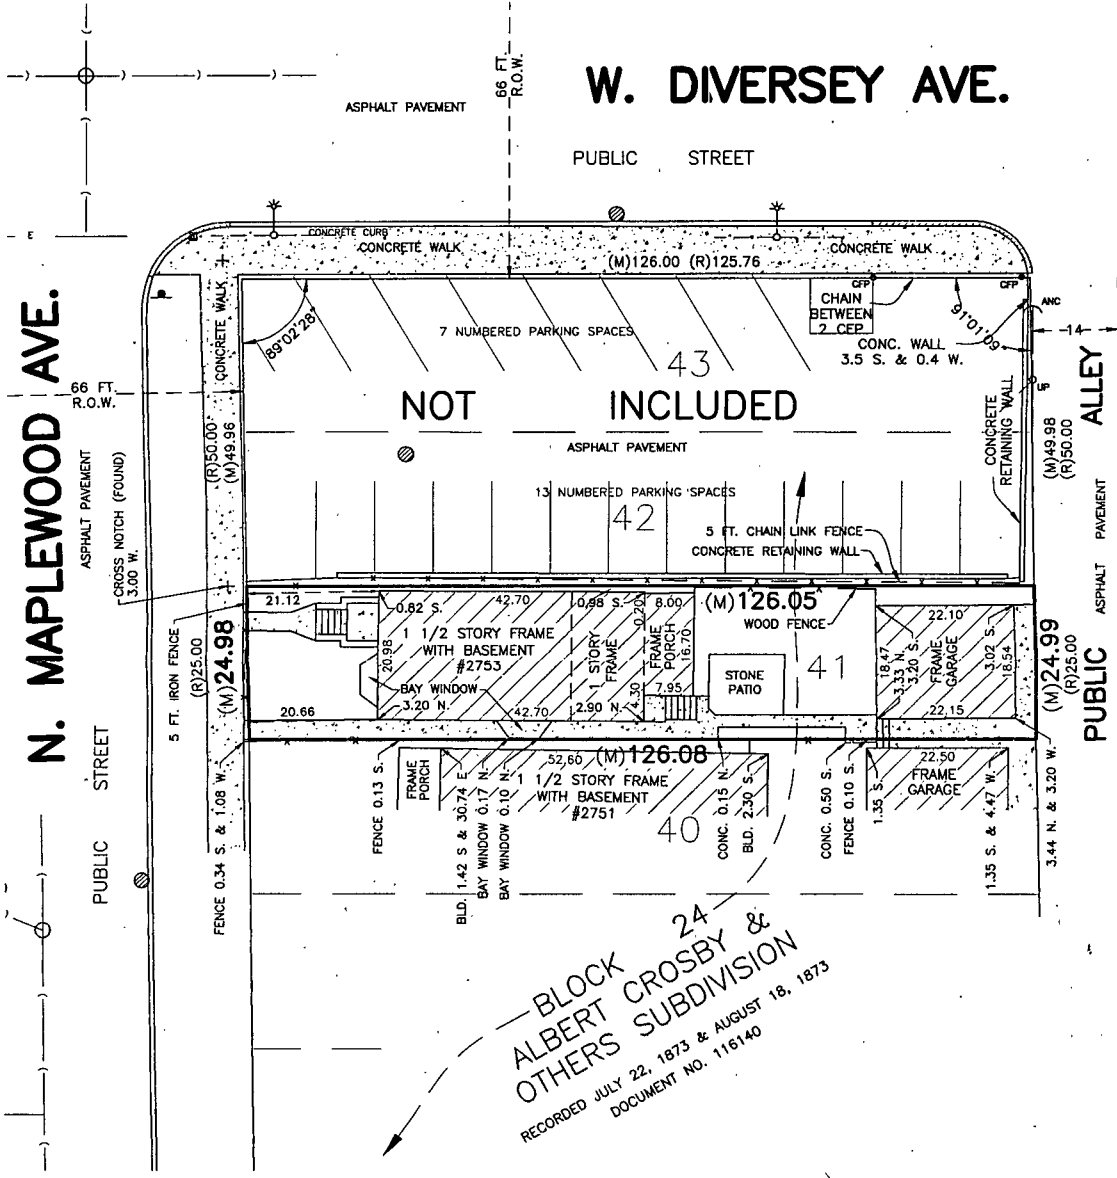 W. DIVERSEY AVE.
66 FT.
R.O.W.
ASPHALT PAVEMENT
PUBLIC STREET
E
CONCRETE CURB
CONCRETE WALK
CONCRETE WALK
(M)126.00 (R)125.76
CFP
CFP
CHAIN
BETWEEN
2 CFP
ANC
91°01'09"
89°02'28"
CONCRETE WALK
7 NUMBERED PARKING SPACES
43
CONC. WALL
3.5 S. & 0.4 W.
14
UP
ALLEY
N. MAPLEWOOD AVE.
66 FT.
R.O.W.
NOT INCLUDED
(R)50.00
(M)49.96
ASPHALT PAVEMENT
CONCRETE
RETAINING WALL
(M)49.98
(R)50.00
ASPHALT PAVEMENT
CROSS NOTCH (FOUND)
3.00 W.
13 NUMBERED PARKING SPACES
42
5 FT. CHAIN LINK FENCE
CONCRETE RETAINING WALL
ASPHALT PAVEMENT
21.12
0.82 S.
42.70
0.98 S.
0.20
8.00
(M)126.05
WOOD FENCE
22.10
5 FT. IRON FENCE
(R)25.00
(M)24.98
20.98
1 1/2 STORY FRAME
WITH BASEMENT
#2753
1 STORY
FRAME
FRAME
PORCH
16.70
41
18.47
3.33 N.
3.20 S.
FRAME
GARAGE
3.02 S.
18.54
(M)24.99
(R)25.00
PUBLIC
STONE
PATIO
BAY WINDOW
3.20 N.
20.66
42.70
2.90 N.
4.30
7.95
22.15
(M)126.08
PUBLIC STREET
FENCE 0.34 S. & 1.08 W.
FENCE 0.13 S.
FRAME
PORCH
52.60
1 1/2 STORY FRAME
WITH BASEMENT
#2751
40
BLD. 1.42 S & 30.74 E
BAY WINDOW 0.17 N.
BAY WINDOW 0.10 N.
CONC. 0.15 N.
BLD. 2.30 S.
CONC. 0.50 S.
FENCE 0.10 S.
1.35 S.
22.50
FRAME
GARAGE
1.35 S. & 4.47 W.
3.44 N. & 3.20 W.
BLOCK 24
ALBERT CROSBY &
OTHERS SUBDIVISION
RECORDED JULY 22, 1873 & AUGUST 18, 1873
DOCUMENT NO. 116140